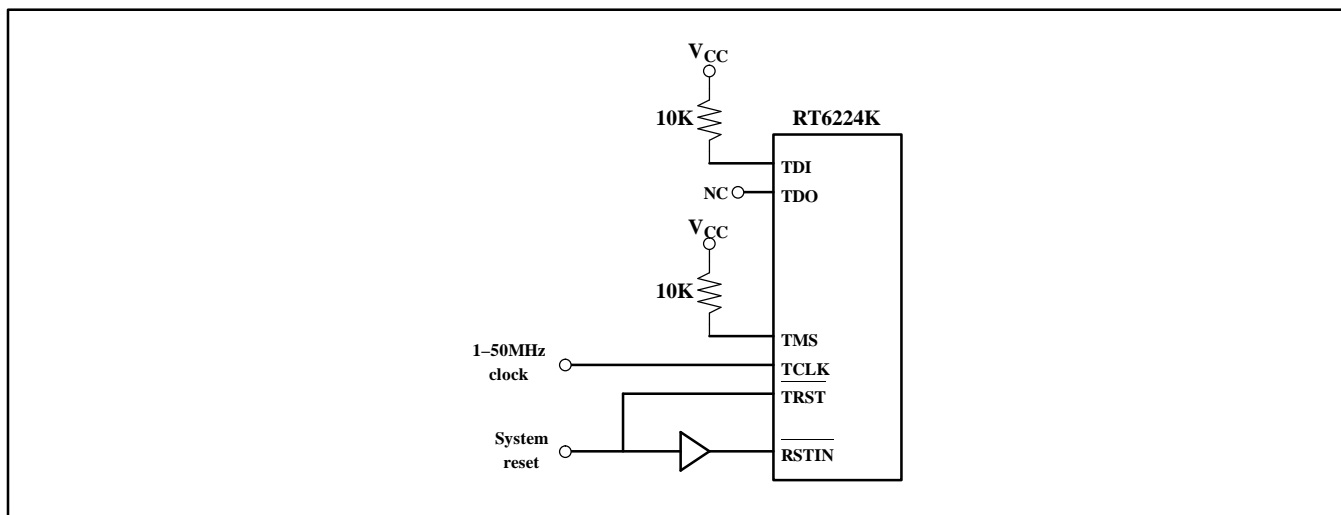 VCC
10K
RT6224K
TDI
NC
TDO
VCC
10K
TMS
1–50MHz
clock
TCLK
TRST
System
reset
RSTIN